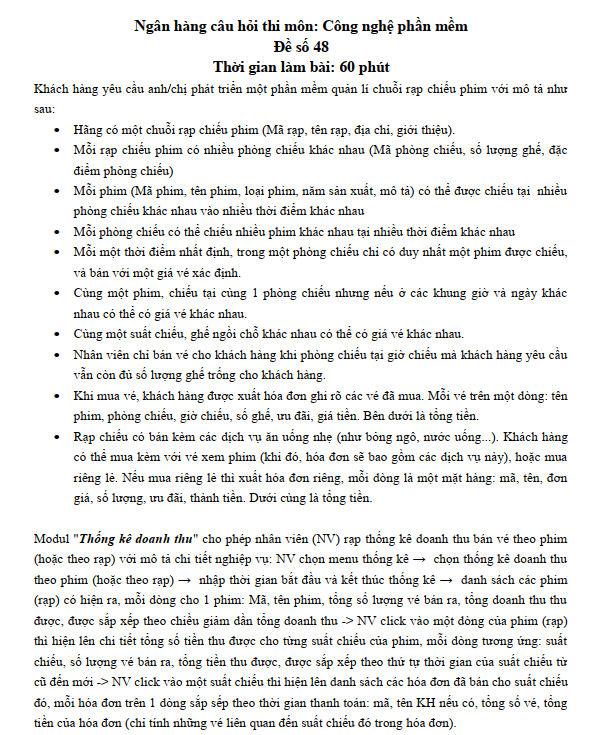 Ngân hàng câu hỏi thi môn: Công nghệ phần mềm
Đề số 48
Thời gian làm bài: 60 phút
Khách hàng yêu cầu anh/chị phát triển một phần mềm quản lí chuỗi rạp chiếu phim với mô tả như
sau:
• Hãng có một chuỗi rạp chiếu phim (Mã rạp, tên rạp, địa chỉ, giới thiệu).
• Mỗi rạp chiếu phim có nhiều phòng chiếu khác nhau (Mã phòng chiếu, số lượng ghế, đặc
điểm phòng chiếu)
• Mỗi phim (Mã phim, tên phim, loại phim, năm sản xuất, mô tả) có thể được chiếu tại nhiều
phòng chiếu khác nhau vào nhiều thời điểm khác nhau
• Mỗi phòng chiếu có thể chiếu nhiều phim khác nhau tại nhiều thời điểm khác nhau
• Mỗi một thời điểm nhất định, trong một phòng chiếu chỉ có duy nhất một phim được chiếu,
và bán với một giá vé xác định.
• Cùng một phim, chiếu tại cùng 1 phòng chiếu nhưng nếu ở các khung giờ và ngày khác
nhau có thể có giá vé khác nhau.
• Cùng một suất chiếu, ghế ngồi chỗ khác nhau có thể có giá vé khác nhau.
• Nhân viên chỉ bán vé cho khách hàng khi phòng chiếu tại giờ chiếu mà khách hàng yêu cầu
vẫn còn đủ số lượng ghế trống cho khách hàng.
• Khi mua vé, khách hàng được xuất hóa đơn ghi rõ các vé đã mua. Mỗi vé trên một dòng: tên
phim, phòng chiếu, giờ chiếu, số ghế, ưu đãi, giá tiền. Bên dưới là tổng tiền.
• Rạp chiếu có bán kèm các dịch vụ ăn uống nhẹ (như bỏng ngô, nước uống...). Khách hàng
có thể mua kèm với vé xem phim (khi đó, hóa đơn sẽ bao gồm các dịch vụ này), hoặc mua
riêng lẻ. Nếu mua riêng lẻ thì xuất hóa đơn riêng, mỗi dòng là một mặt hàng: mã, tên, đơn
giá, số lượng, ưu đãi, thành tiền. Dưới cùng là tổng tiền.
Modul "Thống kê doanh thu" cho phép nhân viên (NV) rạp thống kê doanh thu bán vé theo phim
(hoặc theo rạp) với mô tả chi tiết nghiệp vụ: NV chọn menu thống kê → chọn thống kê doanh thu
theo phim (hoặc theo rạp) → nhập thời gian bắt đầu và kết thúc thống kê → danh sách các phim
(rạp) có hiện ra, mỗi dòng cho 1 phim: Mã, tên phim, tổng số lượng vé bán ra, tổng doanh thu thu
được, được sắp xếp theo chiều giảm dần tổng doanh thu -> NV click vào một dòng của phim (rạp)
thì hiện lên chi tiết tổng số tiền thu được cho từng suất chiếu của phim, mỗi dòng tương ứng: suất
chiếu, số lượng vé bán ra, tổng tiền thu được, được sắp xếp theo thứ tự thời gian của suất chiếu từ
cũ đến mới -> NV click vào một suất chiếu thì hiện lên danh sách các hóa đơn đã bán cho suất chiếu
đó, mỗi hóa đơn trên 1 dòng sắp sếp theo thời gian thanh toán: mã, tên KH nếu có, tổng số vé, tổng
tiền của hóa đơn (chỉ tính những vé liên quan đến suất chiếu đó trong hóa đơn).